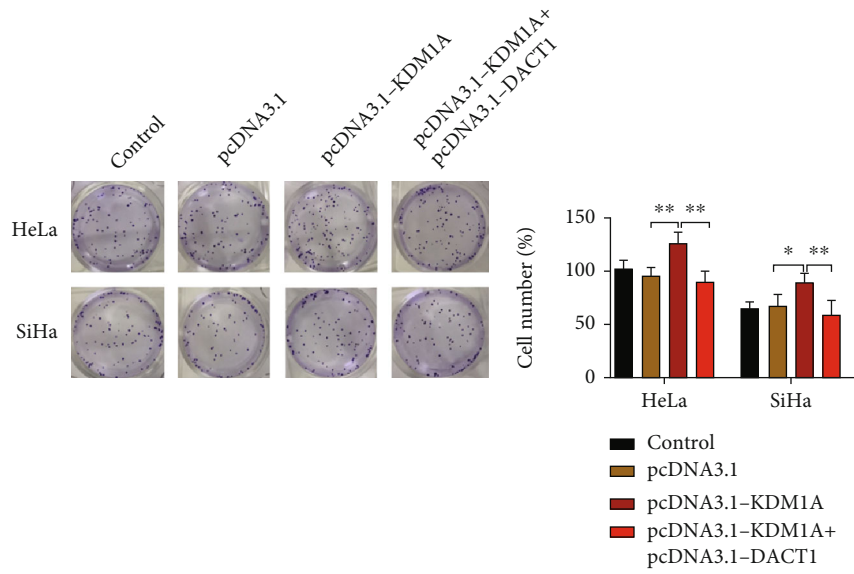 Control
pcDNA3.1
pcDNA3.1–KDM1A
pcDNA3.1–KDM1A+
pcDNA3.1–DACT1
HeLa
SiHa
Cell number (%)
150
100
50
0
** **
* **
HeLa SiHa
Control
pcDNA3.1
pcDNA3.1–KDM1A
pcDNA3.1–KDM1A+
pcDNA3.1–DACT1